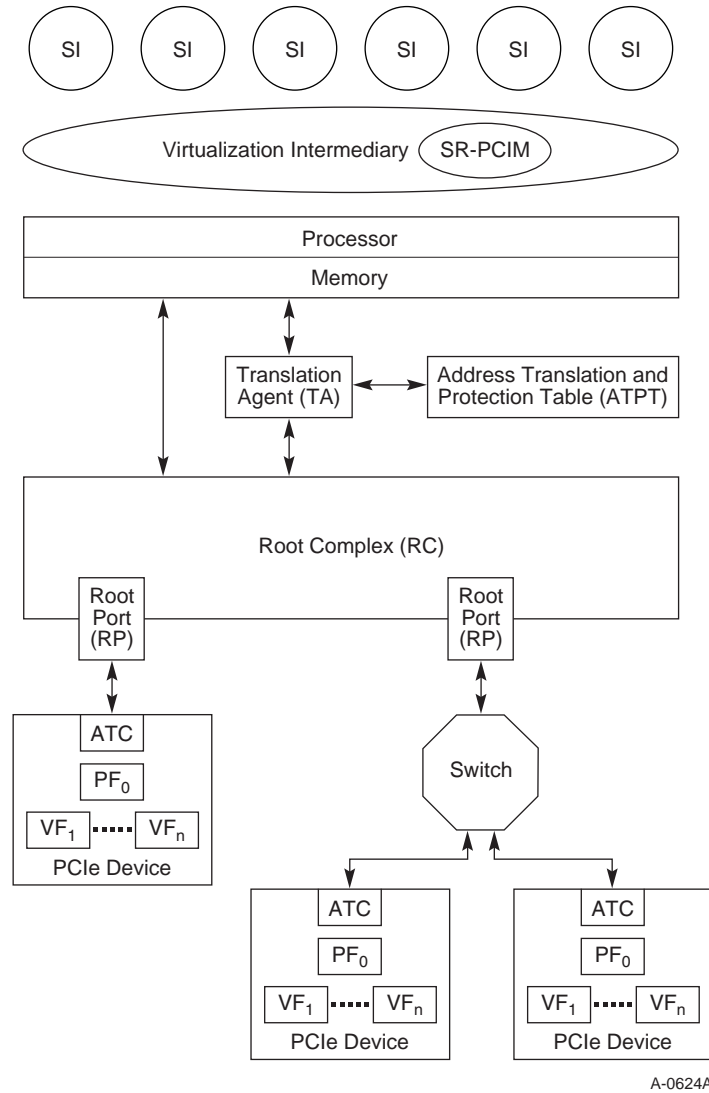 SI SI SI SI SI SI
Virtualization Intermediary SR-PCIM
Processor
Memory
Translation
Agent (TA)
Address Translation and
Protection Table (ATPT)
Root Complex (RC)
Root
Port
(RP)
Root
Port
(RP)
ATC
PF0
VF1 VFn
PCIe Device
Switch
ATC
PF0
VF1 VFn
PCIe Device
ATC
PF0
VF1 VFn
PCIe Device
A-0624A